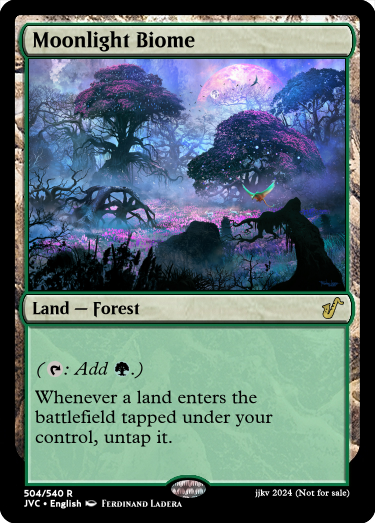 Moonlight Biome
Land — Forest
( : Add .)
Whenever a land enters the
battlefield tapped under your
control, untap it.
504/540 R
JVC • English Ferdinand Ladera
jjkv 2024 (Not for sale)